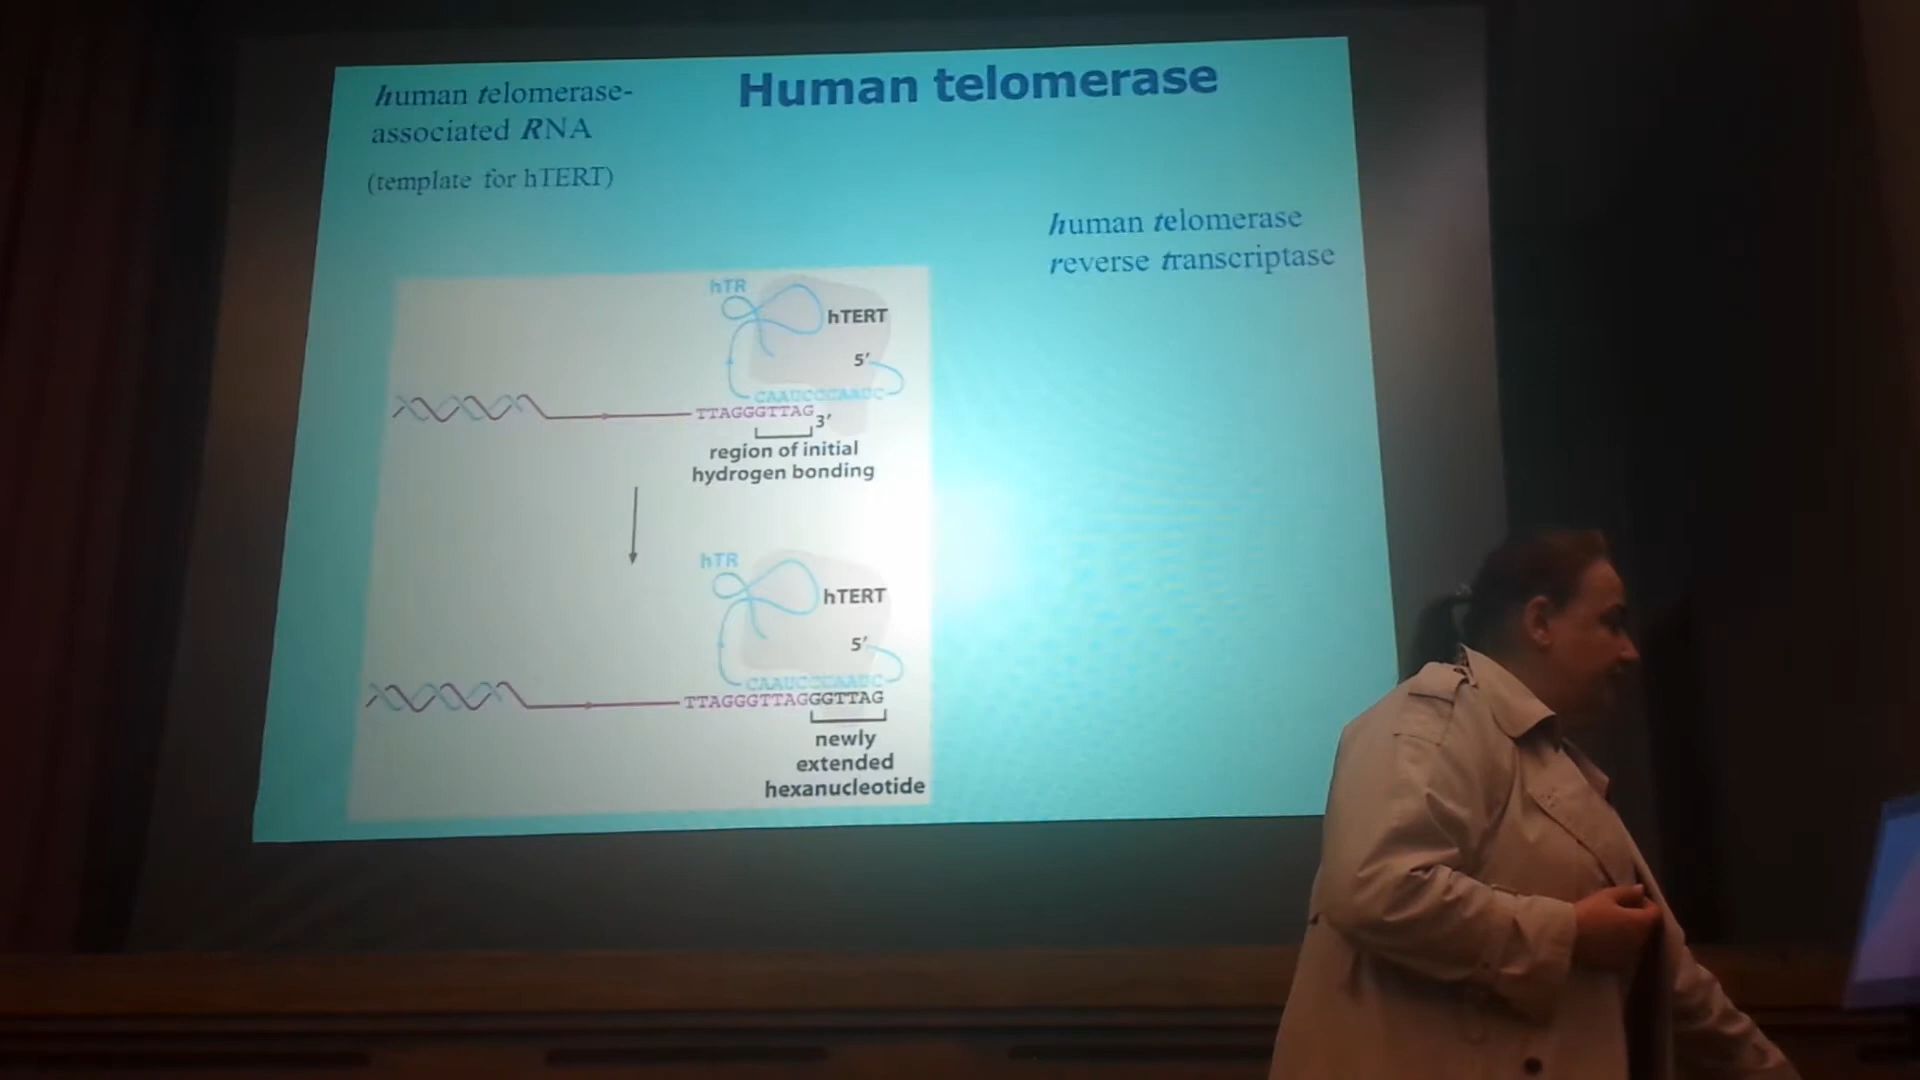 human telomerase-
associated RNA
(template for hTERT)
Human telomerase
human telomerase
reverse transcriptase
hTR
hTERT
5′
CAAUCCCAAUC
TTAGGGTTAG
3′
region of initial
hydrogen bonding
hTR
hTERT
5′
CAAUCCCAAUC
TTAGGGTTAGGGTTAG
newly
extended
hexanucleotide